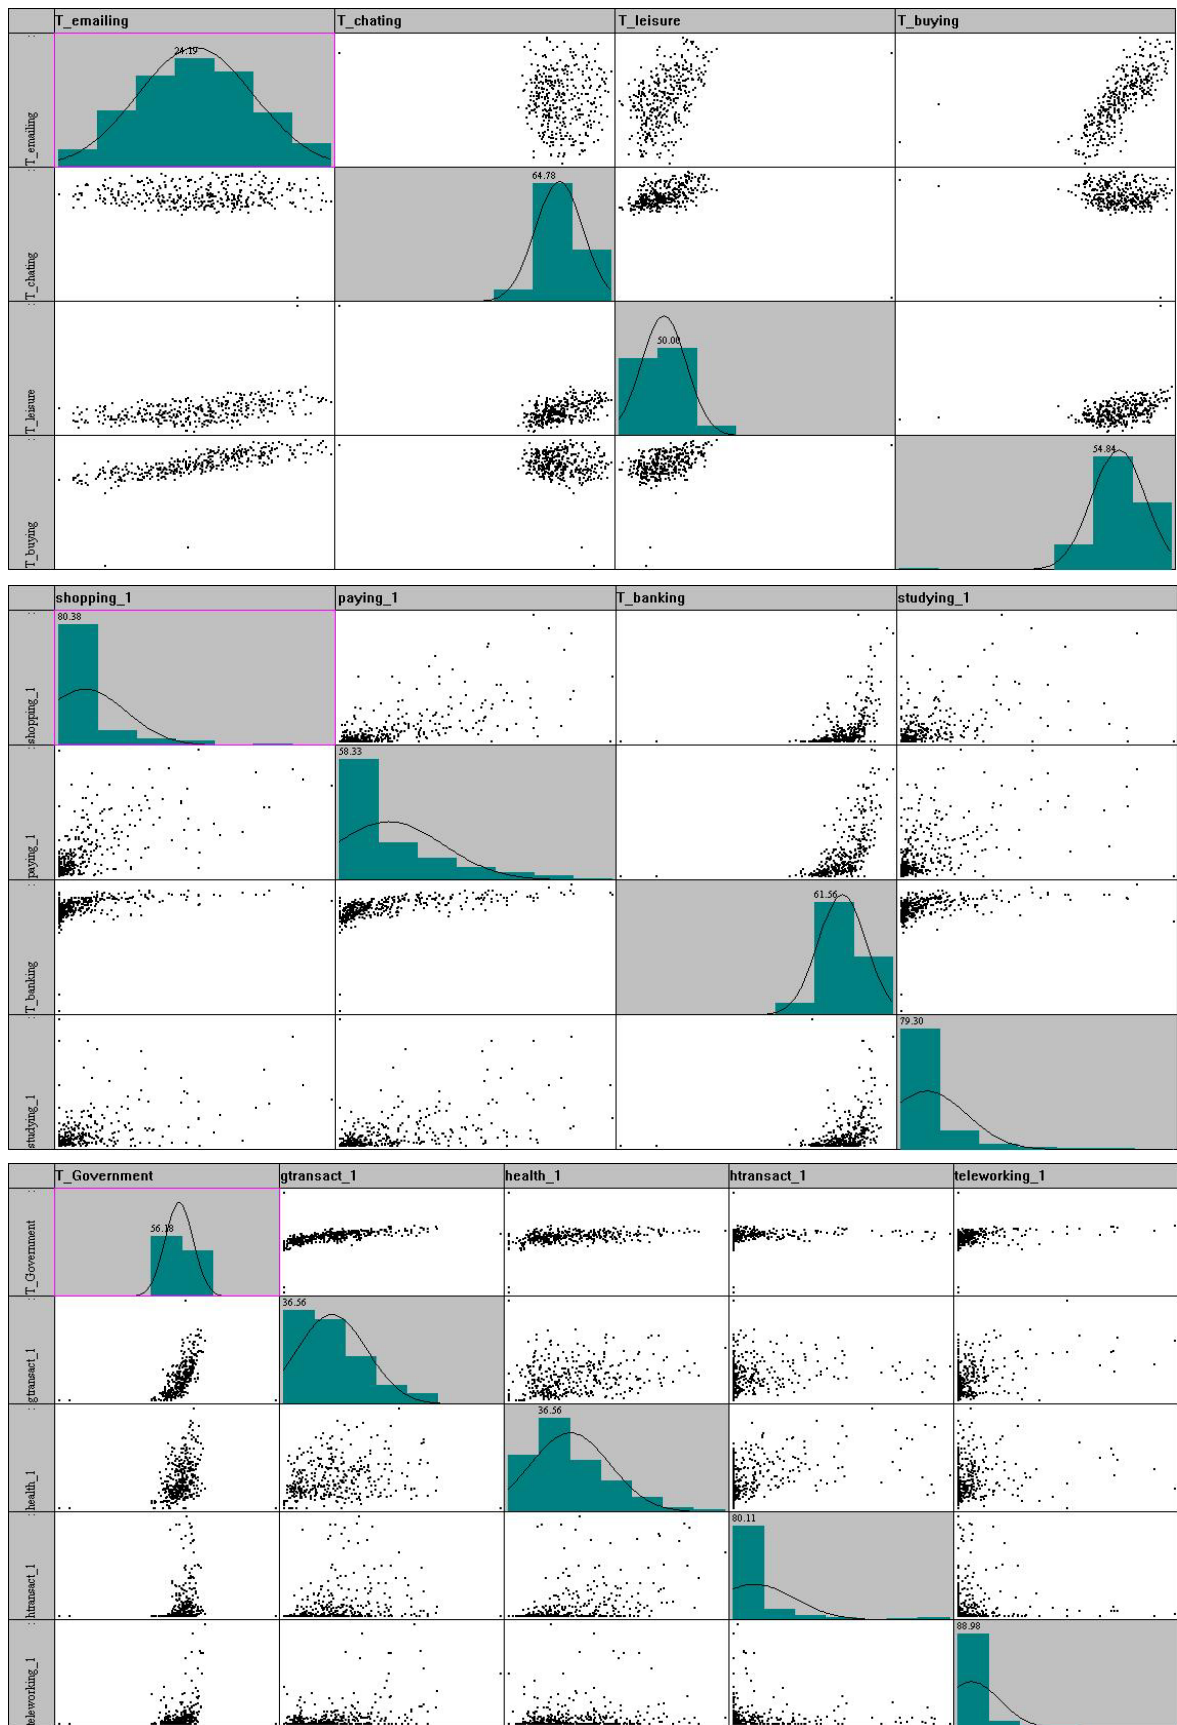 T_emailing T_chating T_leisure T_buying
T_emailing
24.19
T_chating
64.78
T_leisure
50.00
T_buying
54.84
shopping_1 paying_1 T_banking studying_1
shopping_1
80.38
paying_1
58.33
T_banking
61.56
studying_1
79.30
T_Government gtransact_1 health_1 htransact_1 teleworking_1
T_Government
56.18
gtransact_1
36.56
health_1
36.56
htransact_1
80.11
teleworking_1
88.98